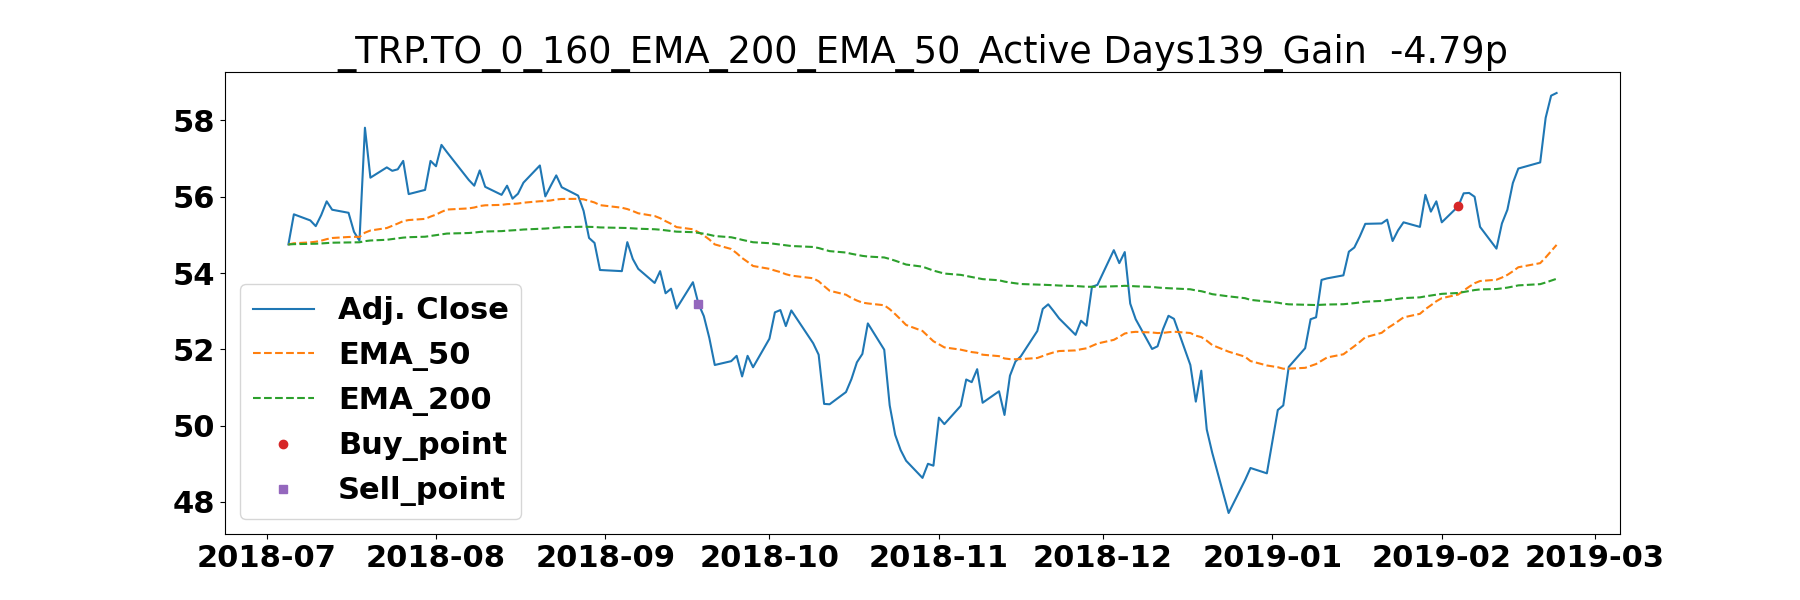 _TRP.TO_0_160_EMA_200_EMA_50_Active Days139_Gain  -4.79p
58
56
54
52
50
48
Adj. Close
EMA_50
EMA_200
Buy_point
Sell_point
2018-07 2018-08 2018-09 2018-10 2018-11 2018-12 2019-01 2019-02 2019-03